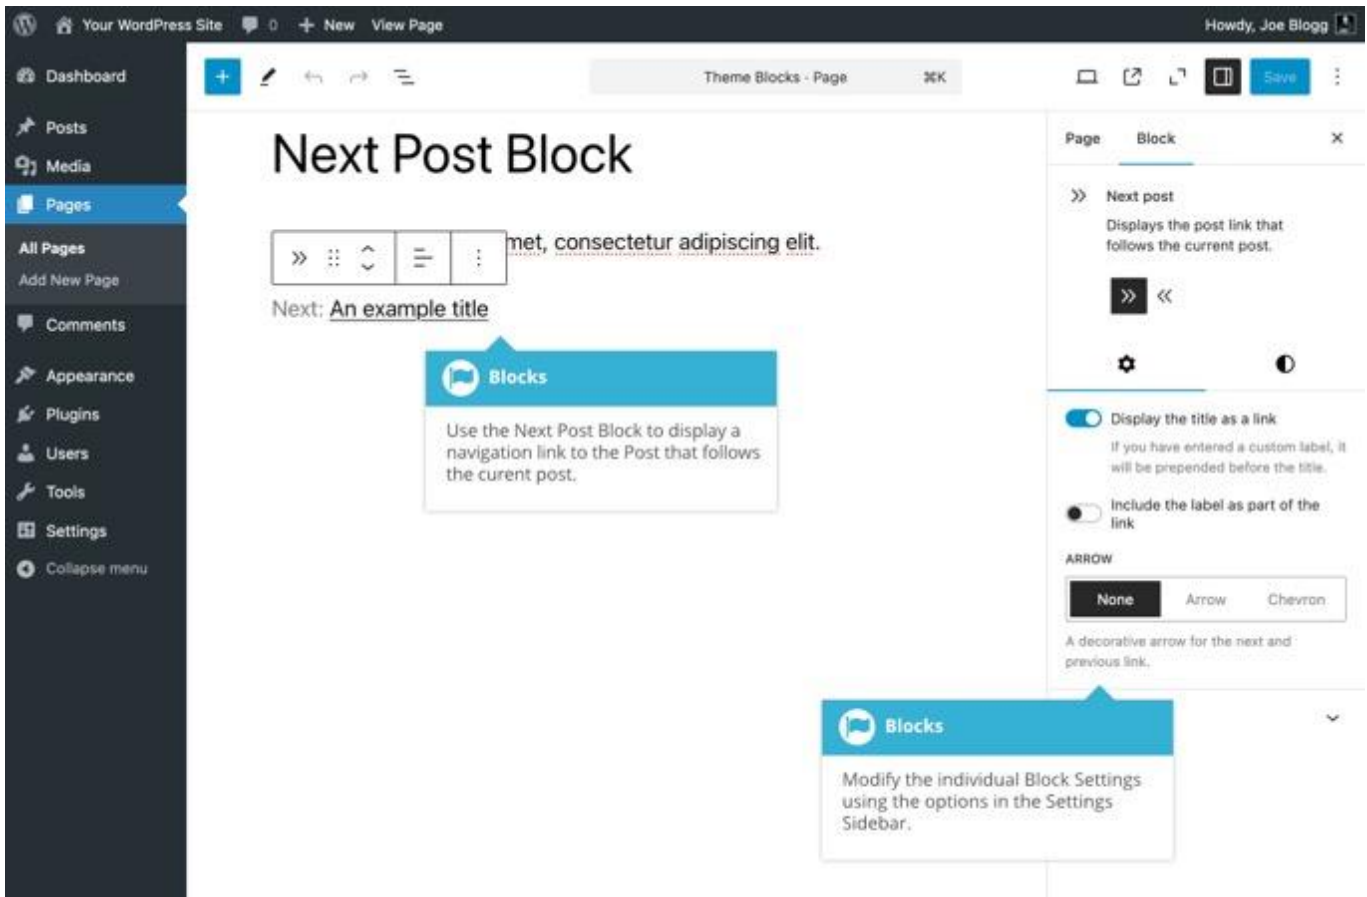 Your WordPress Site 0 + New View Page Howdy, Joe Blogg
Dashboard
Posts
Media
Pages
All Pages
Add New Page
Comments
Appearance
Plugins
Users
Tools
Settings
Collapse menu
Theme Blocks - Page ⌘K
Save
Next Post Block
met, consectetur adipiscing elit.
Next: An example title
Blocks
Use the Next Post Block to display a
navigation link to the Post that follows
the curent post.
Page Block
Next post
Displays the post link that
follows the current post.
Display the title as a link
If you have entered a custom label, it
will be prepended before the title.
Include the label as part of the
link
ARROW
None Arrow Chevron
A decorative arrow for the next and
previous link.
Blocks
Modify the individual Block Settings
using the options in the Settings
Sidebar.